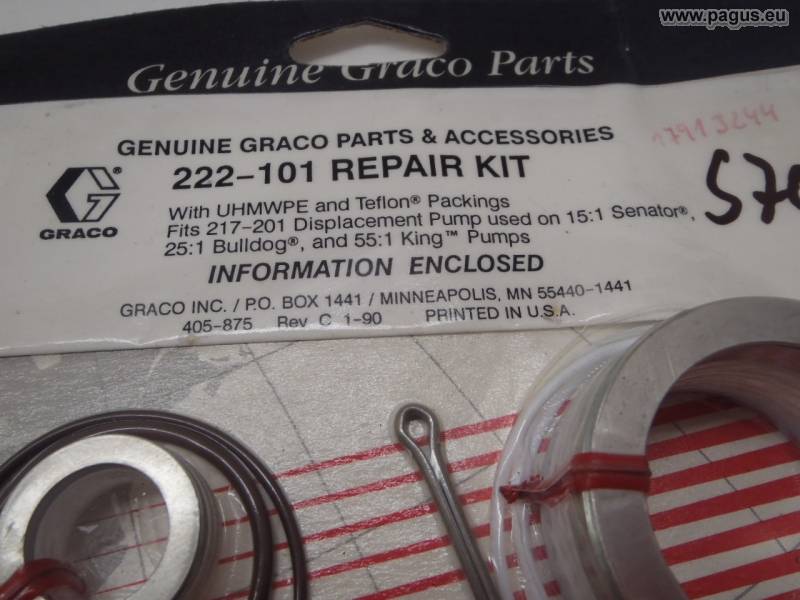 www.pagus.eu
Genuine Graco Parts
GENUINE GRACO PARTS & ACCESSORIES
222-101 REPAIR KIT
With UHMWPE and Teflon® Packings
Fits 217-201 Displacement Pump used on 15:1 Senator®,
25:1 Bulldog®, and 55:1 King™ Pumps
INFORMATION ENCLOSED
GRACO INC. / P.O. BOX 1441 / MINNEAPOLIS, MN 55440-1441
405-875 Rev C 1-90 PRINTED IN U.S.A.
G®
GRACO
17913244